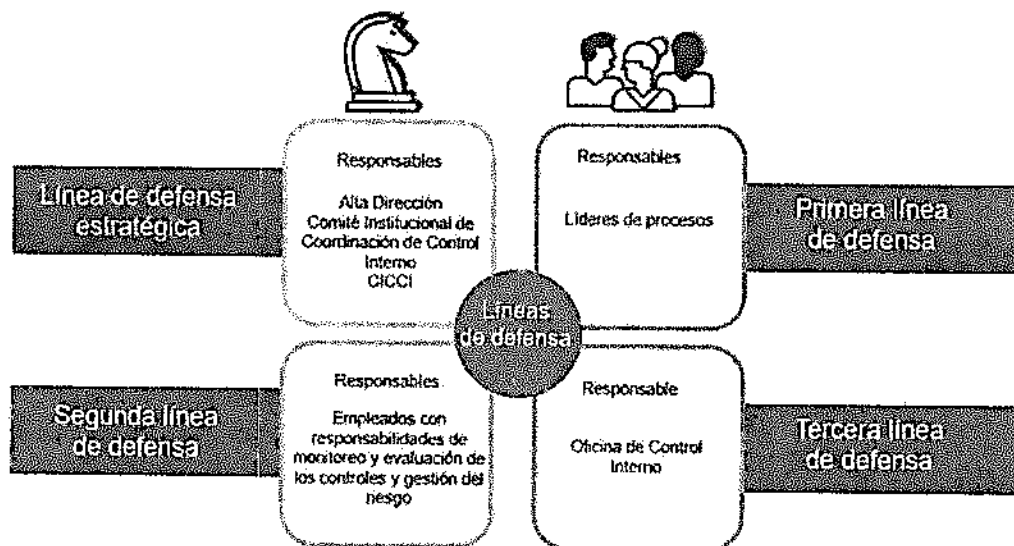 Línea de defensa
estratégica
Responsables
Alta Dirección
Comité Institucional de
Coordinación de Control
Interno
CICCI
Responsables
Líderes de procesos
Primera línea
de defensa
Líneas
de defensa
Segunda línea
de defensa
Responsables
Empleados con
responsabilidades de
monitoreo y evaluación de
los controles y gestión del
riesgo
Responsable
Oficina de Control
Interno
Tercera línea
de defensa